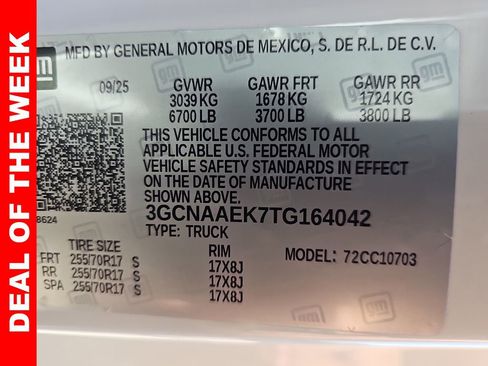 DEAL OF THE WEEK
gm
MFD BY GENERAL MOTORS DE MEXICO, S. DE R.L. DE C.V.
09/25 GVWR GAWR FRT GAWR RR
3039 KG 1678 KG 1724 KG
6700 LB 3700 LB 3800 LB
THIS VEHICLE CONFORMS TO ALL
APPLICABLE U.S. FEDERAL MOTOR
VEHICLE SAFETY STANDARDS IN EFFECT
ON THE DATE OF MANUFACTURE
SHOWN ABOVE.
3GCNAAEK7TG164042
TYPE: TRUCK
8624
TIRE SIZE RIM MODEL: 72CC10703
FRT 255/70R17 S 17X8J
RR 255/70R17 S 17X8J
SPA 255/70R17 S 17X8J